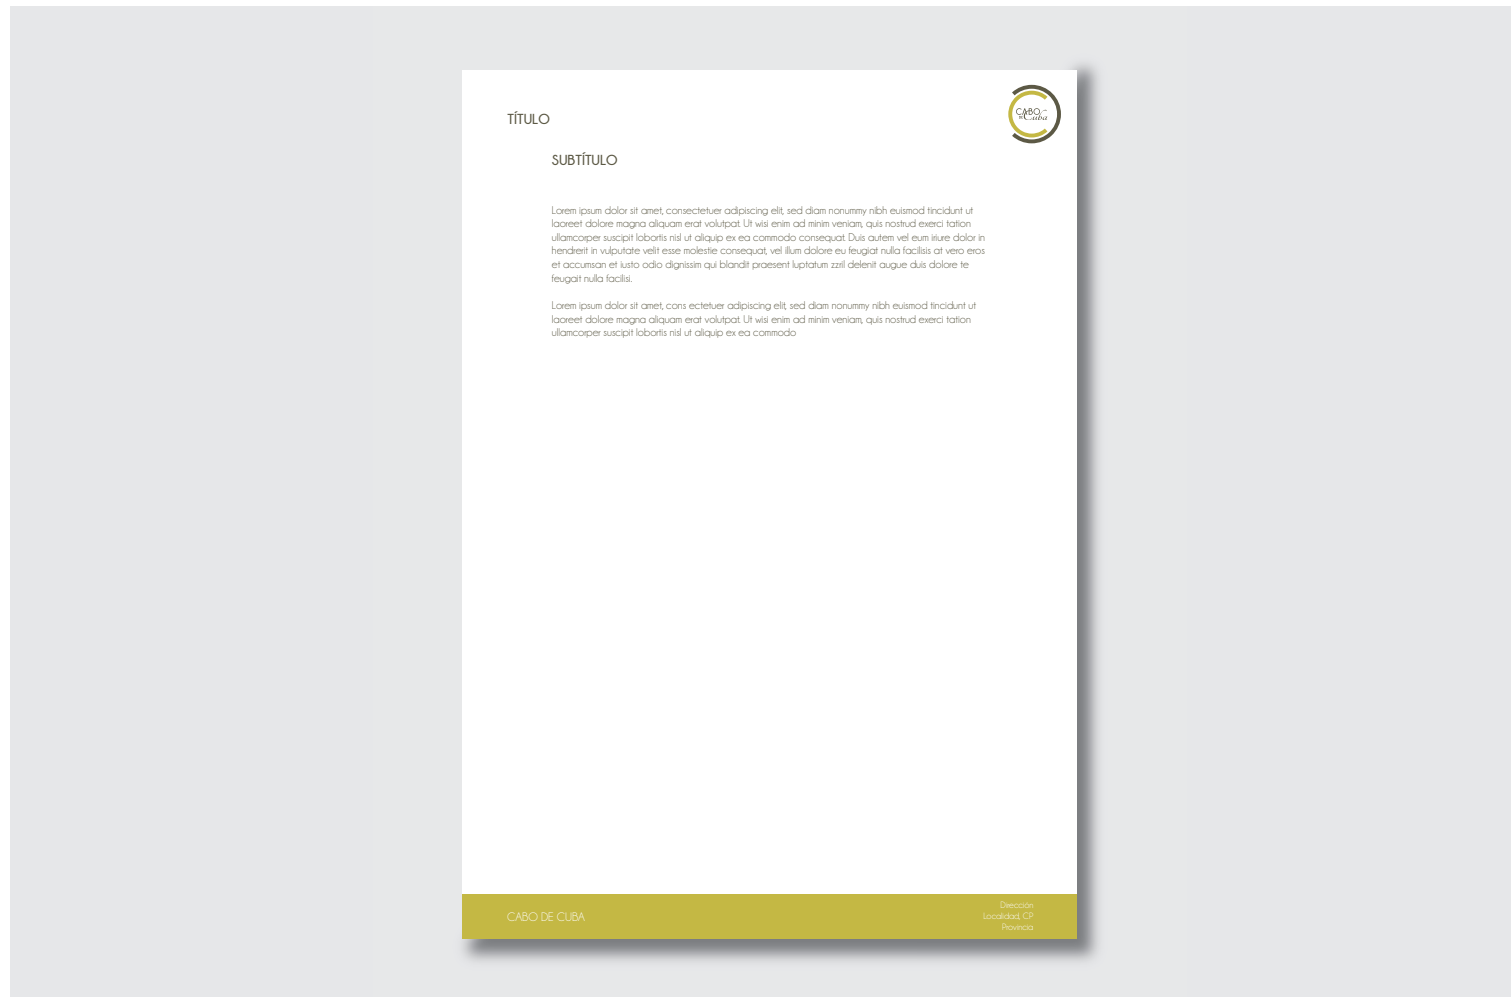 CABO
DE Cuba
TÍTULO
SUBTÍTULO
Lorem ipsum dolor sit amet, consectetuer adipiscing elit, sed diam nonummy nibh euismod tincidunt ut
laoreet dolore magna aliquam erat volutpat. Ut wisi enim ad minim veniam, quis nostrud exerci tation
ullamcorper suscipit lobortis nisl ut aliquip ex ea commodo consequat. Duis autem vel eum iriure dolor in
hendrerit in vulputate velit esse molestie consequat, vel illum dolore eu feugiat nulla facilisis at vero eros
et accumsan et iusto odio dignissim qui blandit praesent luptatum zzril delenit augue duis dolore te
feugait nulla facilisi.
Lorem ipsum dolor sit amet, cons ectetuer adipiscing elit, sed diam nonummy nibh euismod tincidunt ut
laoreet dolore magna aliquam erat volutpat. Ut wisi enim ad minim veniam, quis nostrud exerci tation
ullamcorper suscipit lobortis nisl ut aliquip ex ea commodo
CABO DE CUBA
Dirección
Localidad, CP
Provincia